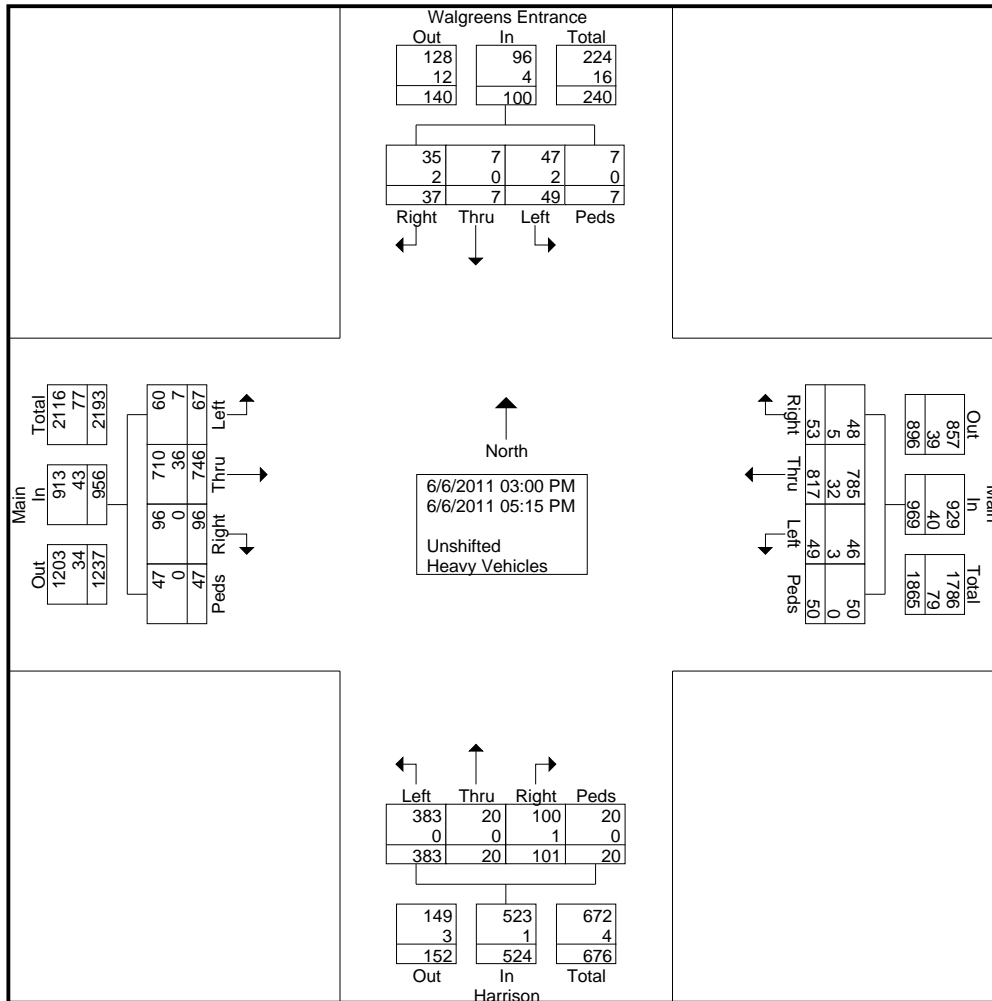 Walgreens Entrance
Out In Total
128 96 224
12 4 16
140 100 240
35 7 47 7
2 0 2 0
37 7 49 7
Right Thru Left Peds
Main
Total In Out
2116 913 1203
77 43 34
2193 956 1237
60 710 96 47
7 36 0 0
67 746 96 47
Left Thru Right Peds
North
6/6/2011 03:00 PM
6/6/2011 05:15 PM
Unshifted
Heavy Vehicles
Right Thru Left Peds
48 785 46 50
5 32 3 0
53 817 49 50
Out In Total
857 929 1786
39 40 79
896 969 1865
Left Thru Right Peds
383 20 100 20
0 0 1 0
383 20 101 20
149 523 672
3 1 4
152 524 676
Out In Total
Harrison